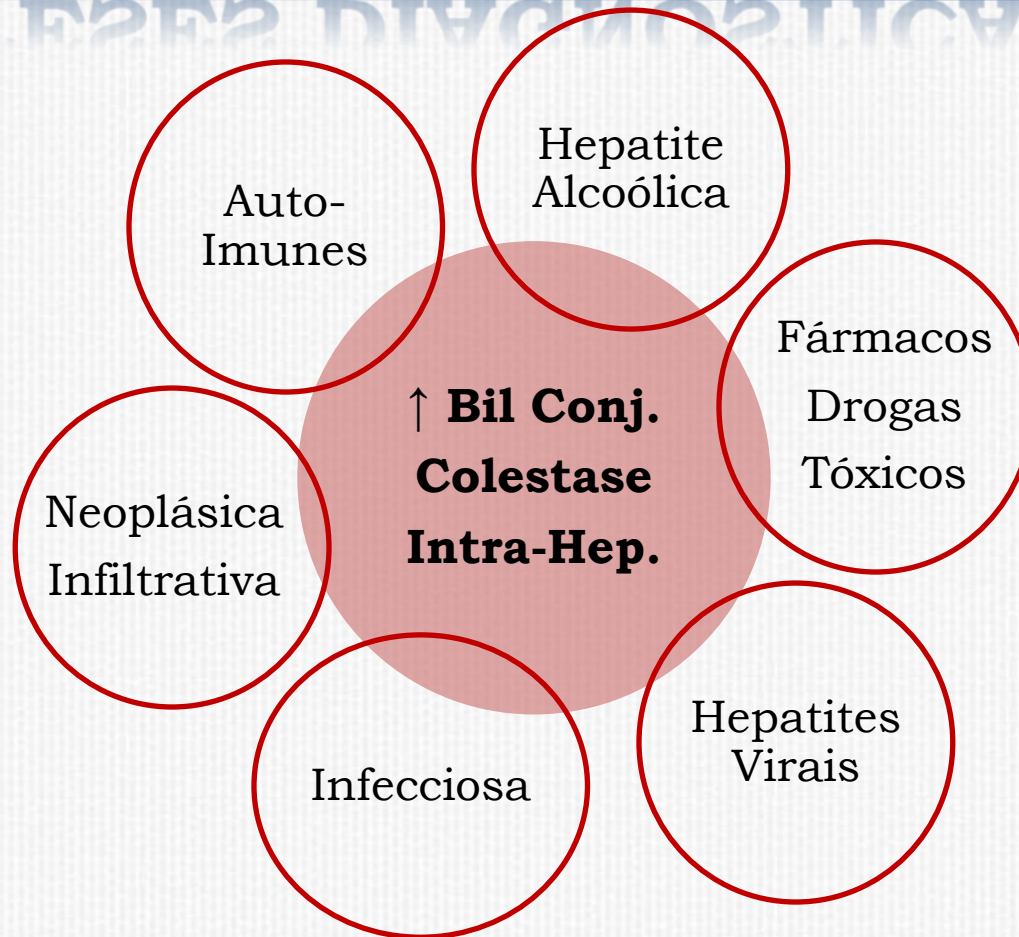 Hepatite
Alcoólica
Auto-
Imunes
Fármacos
Drogas
Tóxicos
↑ Bil Conj.
Colestase
Intra-Hep.
Neoplásica
Infiltrativa
Hepatites
Virais
Infecciosa